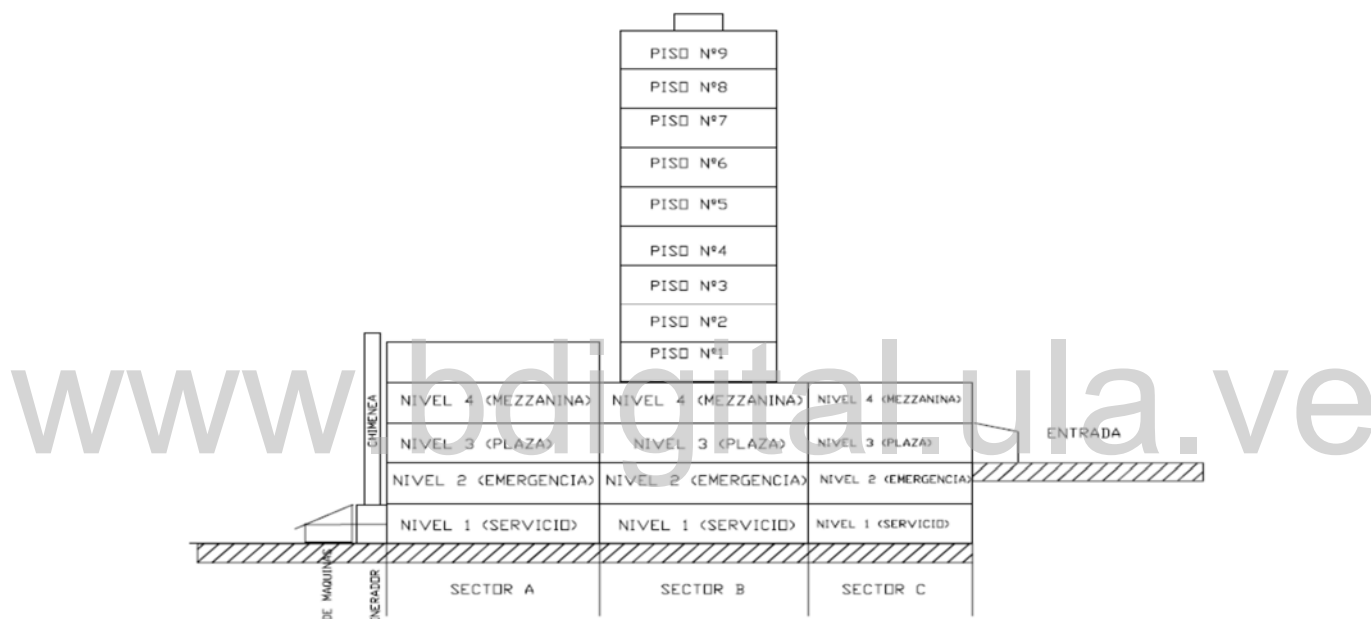 PISO Nº9
PISO Nº8
PISO Nº7
PISO Nº6
PISO Nº5
PISO Nº4
PISO Nº3
PISO Nº2
PISO Nº1
www.bdigital.ula.ve
CHIMENEA
NIVEL 4 (MEZZANINA) NIVEL 4 (MEZZANINA) NIVEL 4 (MEZZANINA)
ENTRADA
NIVEL 3 (PLAZA) NIVEL 3 (PLAZA) NIVEL 3 (PLAZA)
NIVEL 2 (EMERGENCIA) NIVEL 2 (EMERGENCIA) NIVEL 2 (EMERGENCIA)
NIVEL 1 (SERVICIO) NIVEL 1 (SERVICIO) NIVEL 1 (SERVICIO)
DE MAQUINAS
NERADOR
SECTOR A SECTOR B SECTOR C